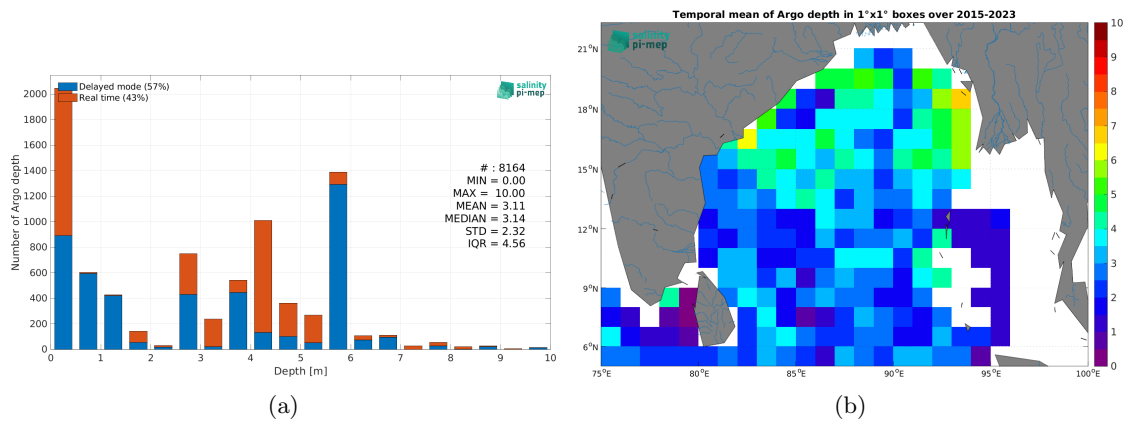 Delayed mode (57%)
Real time (43%)
salinity
pi-mep
# : 8164
MIN = 0.00
MAX = 10.00
MEAN = 3.11
MEDIAN = 3.14
STD = 2.32
IQR = 4.56
Number of Argo depth
2000
1800
1600
1400
1200
1000
800
600
400
200
0
0 1 2 3 4 5 6 7 8 9 10
Depth [m]
(a)
Temporal mean of Argo depth in 1°x1° boxes over 2015-2023
salinity
pi-mep
21°N
18°N
15°N
12°N
9°N
6°N
75°E 80°E 85°E 90°E 95°E 100°E
10
9
8
7
6
5
4
3
2
1
0
(b)